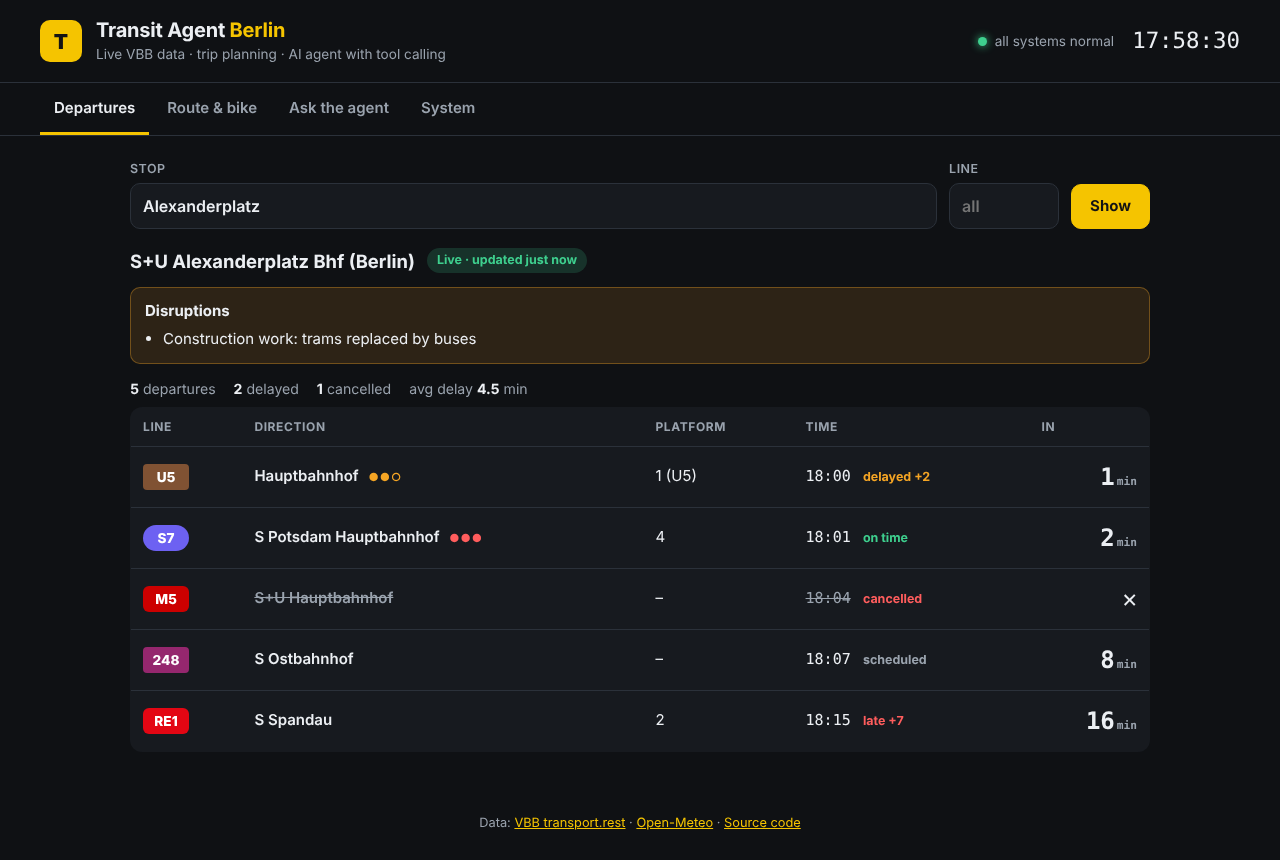 T
Transit Agent Berlin
Live VBB data · trip planning · AI agent with tool calling
all systems normal 17:58:30
Departures Route & bike Ask the agent System
STOP LINE
Alexanderplatz all Show
S+U Alexanderplatz Bhf (Berlin) Live · updated just now
Disruptions
• Construction work: trams replaced by buses
5 departures 2 delayed 1 cancelled avg delay 4.5 min
LINE DIRECTION PLATFORM TIME IN
U5 Hauptbahnhof 1 (U5) 18:00 delayed +2 1 min
S7 S Potsdam Hauptbahnhof 4 18:01 on time 2 min
M5 S+U Hauptbahnhof – 18:04 cancelled ✕
248 S Ostbahnhof – 18:07 scheduled 8 min
RE1 S Spandau 2 18:15 late +7 16 min
Data: VBB transport.rest · Open-Meteo · Source code